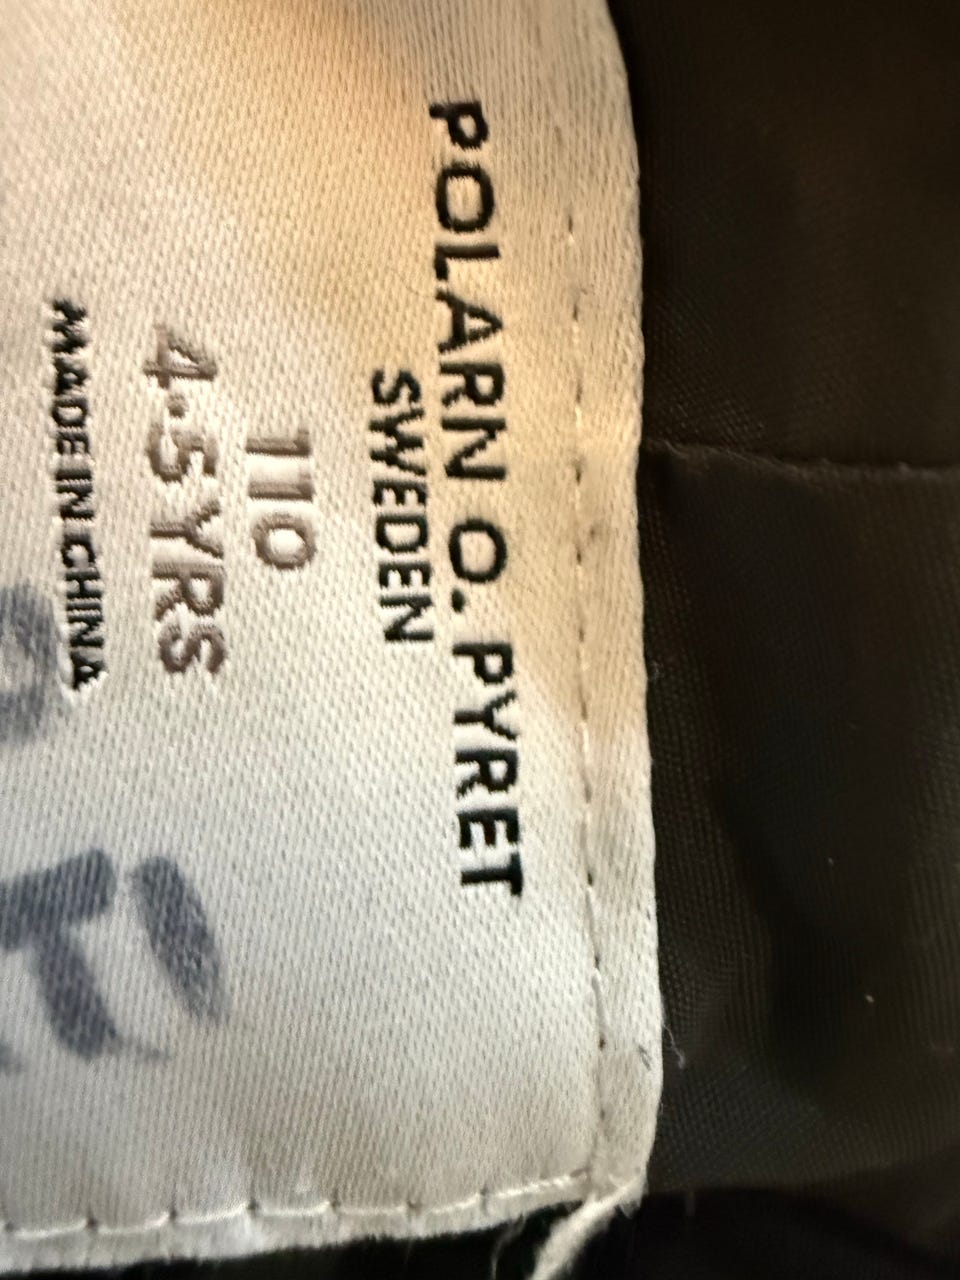 POLARN O. PYRET
SWEDEN
110
4-5 YRS
MADE IN CHINA